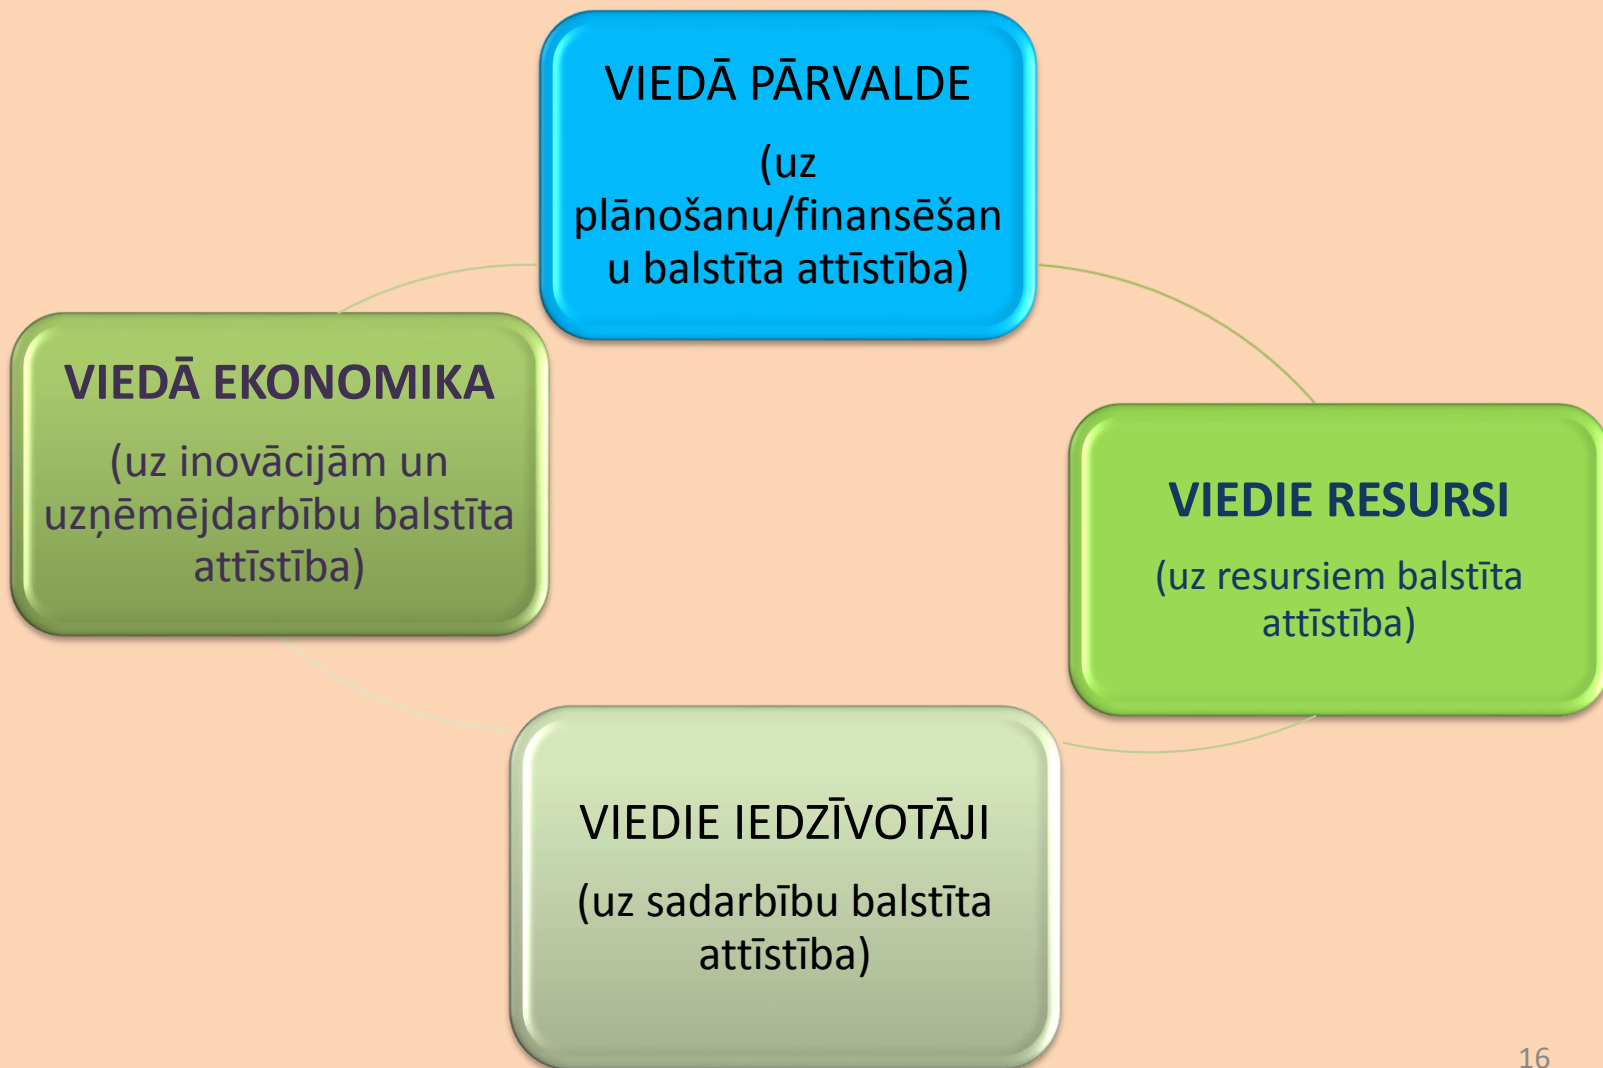 VIEDĀ PĀRVALDE
(uz
plānošanu/finansēšan
u balstīta attīstība)
VIEDĀ EKONOMIKA
(uz inovācijām un
uzņēmējdarbību balstīta
attīstība)
VIEDIE RESURSI
(uz resursiem balstīta
attīstība)
VIEDIE IEDZĪVOTĀJI
(uz sadarbību balstīta
attīstība)
16